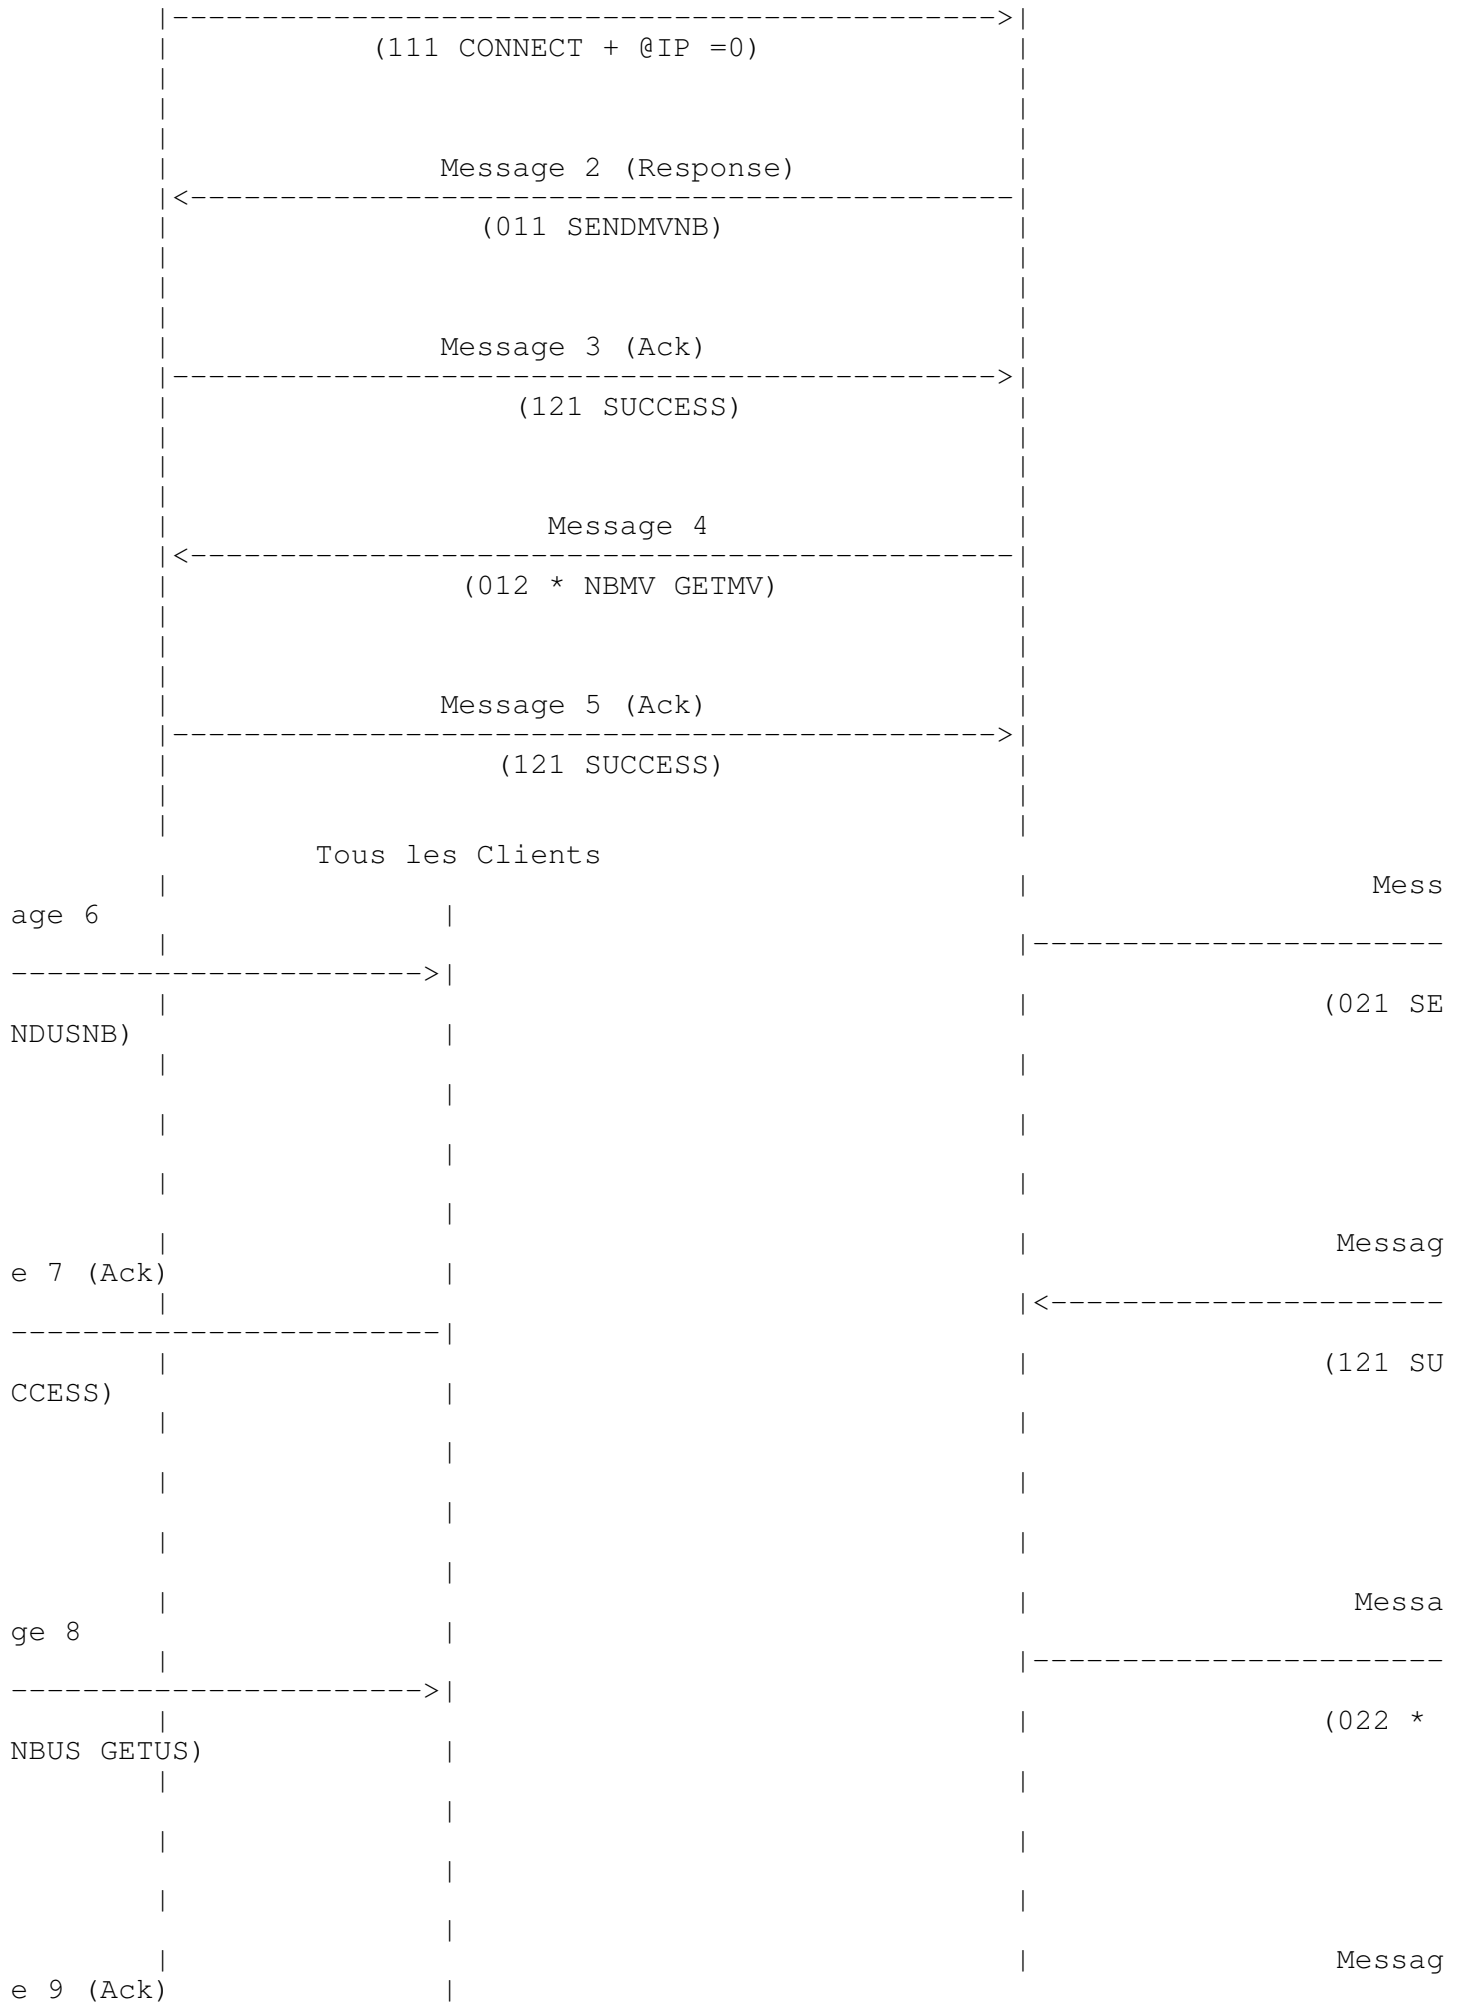 |---------------------------------------------->|
| (111 CONNECT + @IP =0) |
| |
| |
| |
| Message 2 (Response) |
|<----------------------------------------------|
| (011 SENDMVNB) |
| |
| |
| |
| Message 3 (Ack) |
|---------------------------------------------->|
| (121 SUCCESS) |
| |
| |
| |
| Message 4 |
|<----------------------------------------------|
| (012 * NBMV GETMV) |
| |
| |
| |
| Message 5 (Ack) |
|---------------------------------------------->|
| (121 SUCCESS) |
| |
| |
Tous les Clients
| | Mess
age 6 |
| |-----------------------
----------------------->|
| | (021 SE
NDUSNB) |
| |
|
| |
|
| |
|
| | Messag
e 7 (Ack) |
| |<----------------------
------------------------|
| | (121 SU
CCESS) |
| |
|
| |
|
| |
|
| | Messa
ge 8 |
| |-----------------------
----------------------->|
| | (022 *
NBUS GETUS) |
| |
|
| |
|
| |
|
| | Messag
e 9 (Ack) |